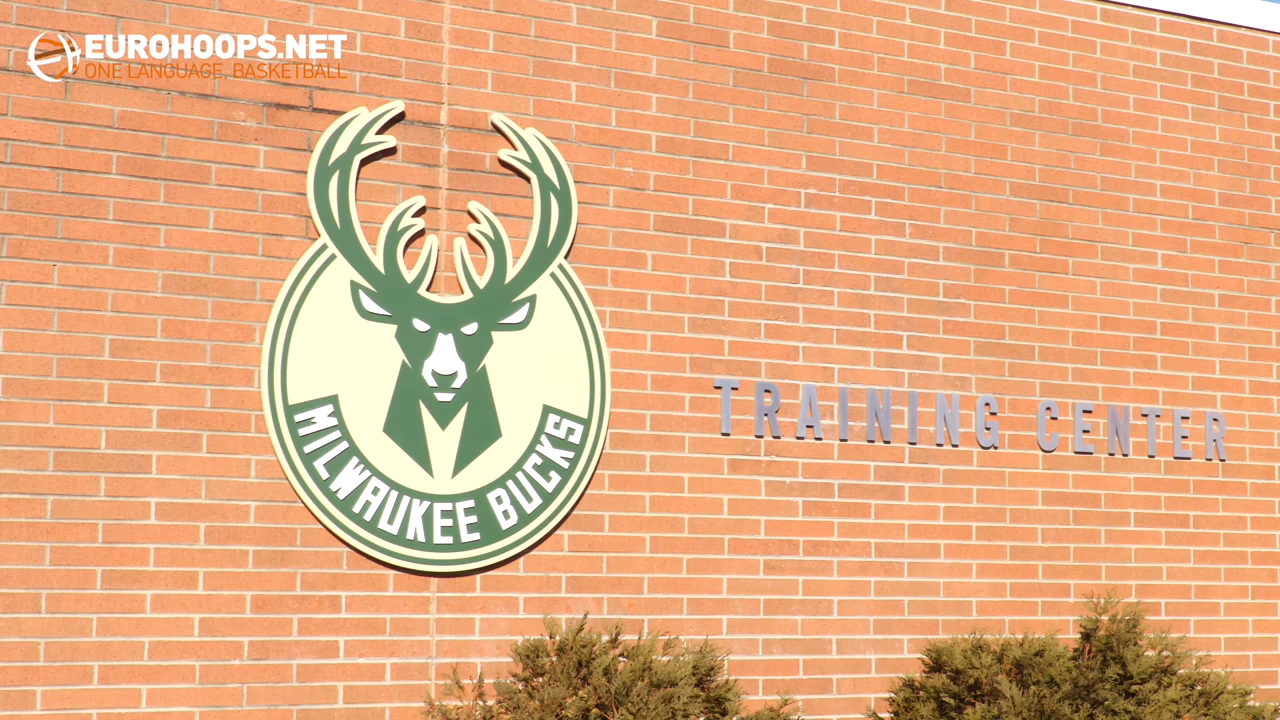 EUROHOOPS.NET
ONE LANGUAGE, BASKETBALL
MILWAUKEE BUCKS
TRAINING CENTER